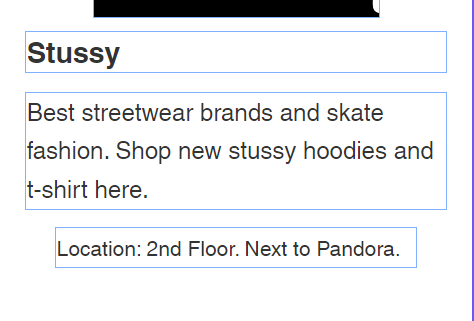 Stussy
Best streetwear brands and skate
fashion. Shop new stussy hoodies and
t-shirt here.
Location: 2nd Floor. Next to Pandora.